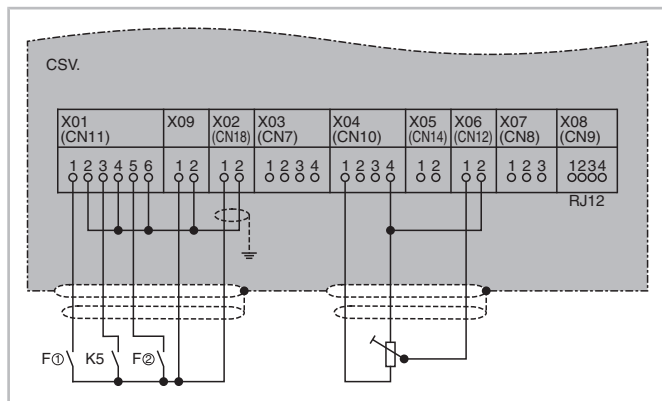 CSV.
X01 X09 X02 X03 X04 X05 X06 X07 X08
(CN11) (CN18) (CN7) (CN10) (CN14) (CN12) (CN8) (CN9)
1 2 3 4 5 6 1 2 1 2 1 2 3 4 1 2 3 4 1 2 1 2 1 2 3 1234
RJ12
F① K5 F②